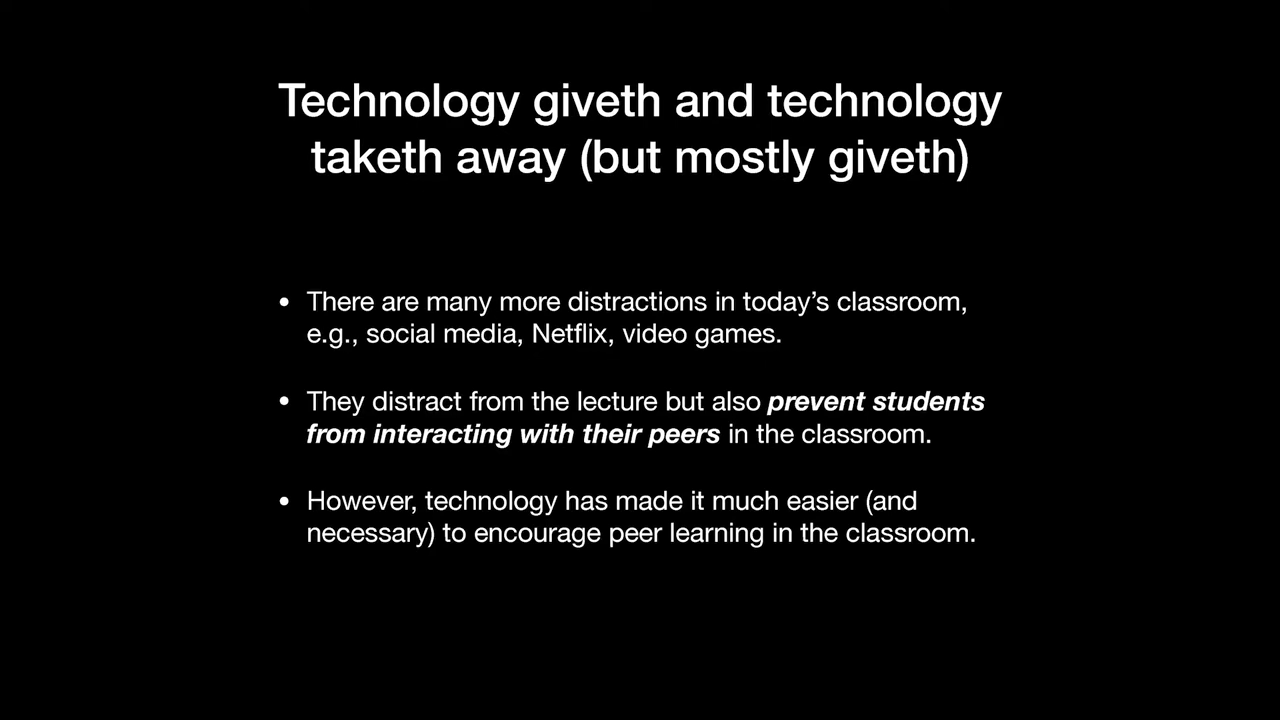 Technology giveth and technology
taketh away (but mostly giveth)
• There are many more distractions in today’s classroom,
e.g., social media, Netflix, video games.
• They distract from the lecture but also prevent students
from interacting with their peers in the classroom.
• However, technology has made it much easier (and
necessary) to encourage peer learning in the classroom.